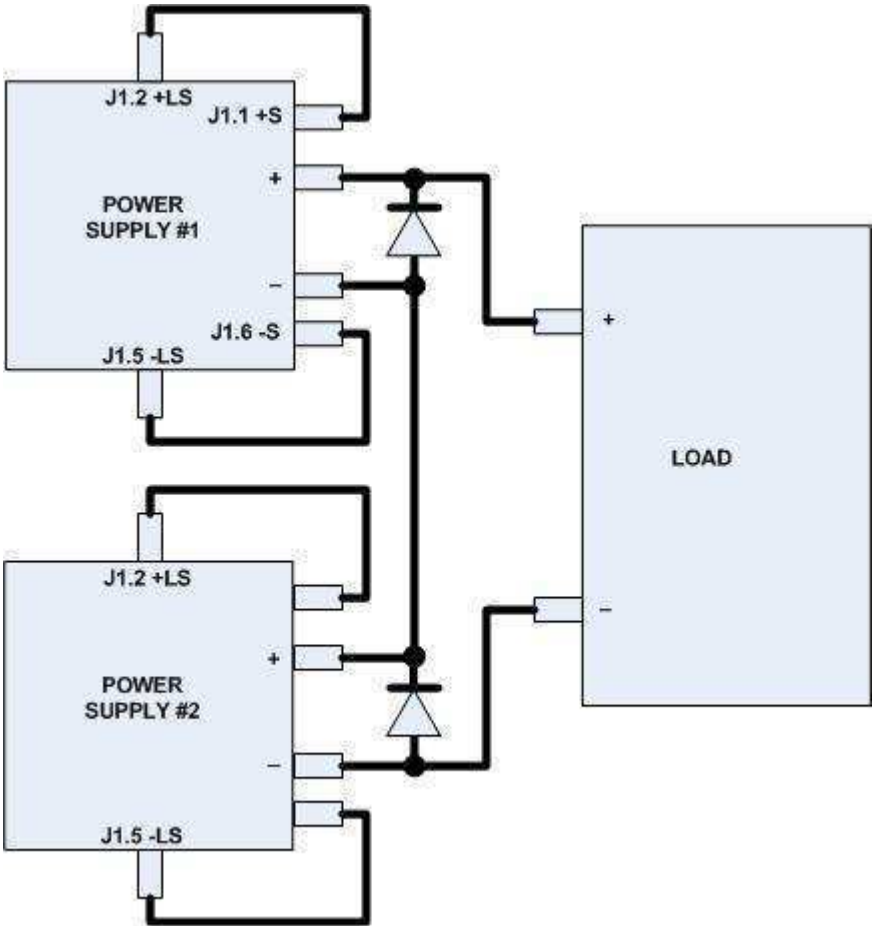 J1.2 +LS
J1.1 +S
+
POWER
SUPPLY #1
–
J1.6 -S
J1.5 -LS
+
LOAD
–
J1.2 +LS
+
POWER
SUPPLY #2
–
J1.5 -LS